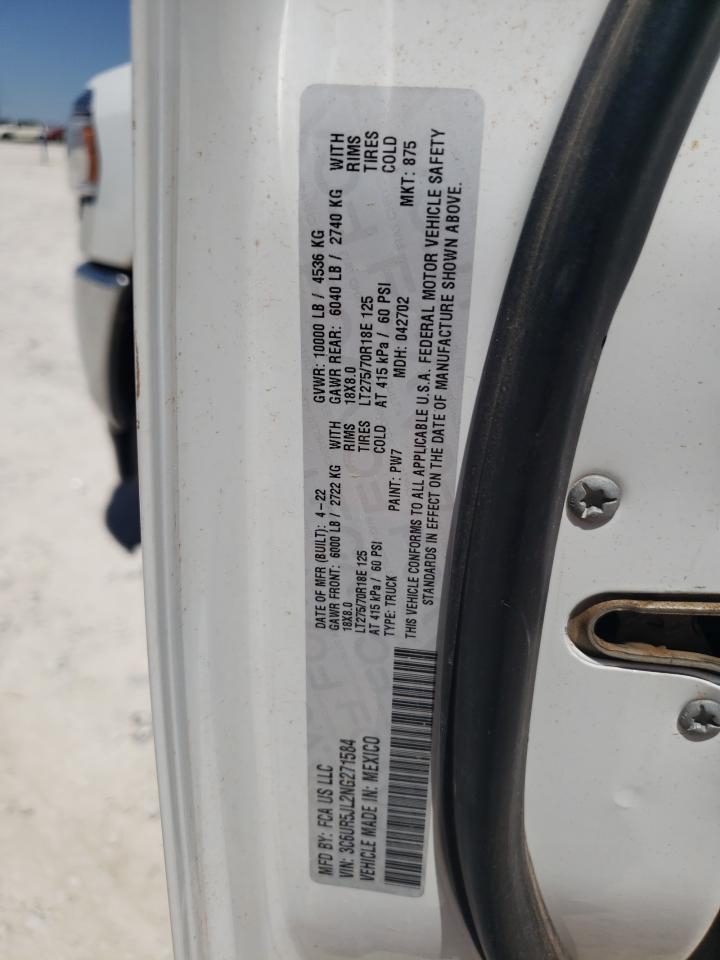 MFD BY: FCA US LLC
DATE OF MFR (BUILT): 4-22
GVWR: 10000 LB / 4536 KG
VIN: 3C6UR5JL2NG271584
GAWR FRONT: 6000 LB / 2722 KG WITH
GAWR REAR: 6040 LB / 2740 KG WITH
VEHICLE MADE IN: MEXICO
18X8.0 RIMS
18X8.0 RIMS
LT275/70R18E 125 TIRES
LT275/70R18E 125 TIRES
AT 415 kPa / 60 PSI COLD
AT 415 kPa / 60 PSI COLD
TYPE: TRUCK PAINT: PW7 MDH: 042702 MKT: 875
THIS VEHICLE CONFORMS TO ALL APPLICABLE U.S.A. FEDERAL MOTOR VEHICLE SAFETY
STANDARDS IN EFFECT ON THE DATE OF MANUFACTURE SHOWN ABOVE.